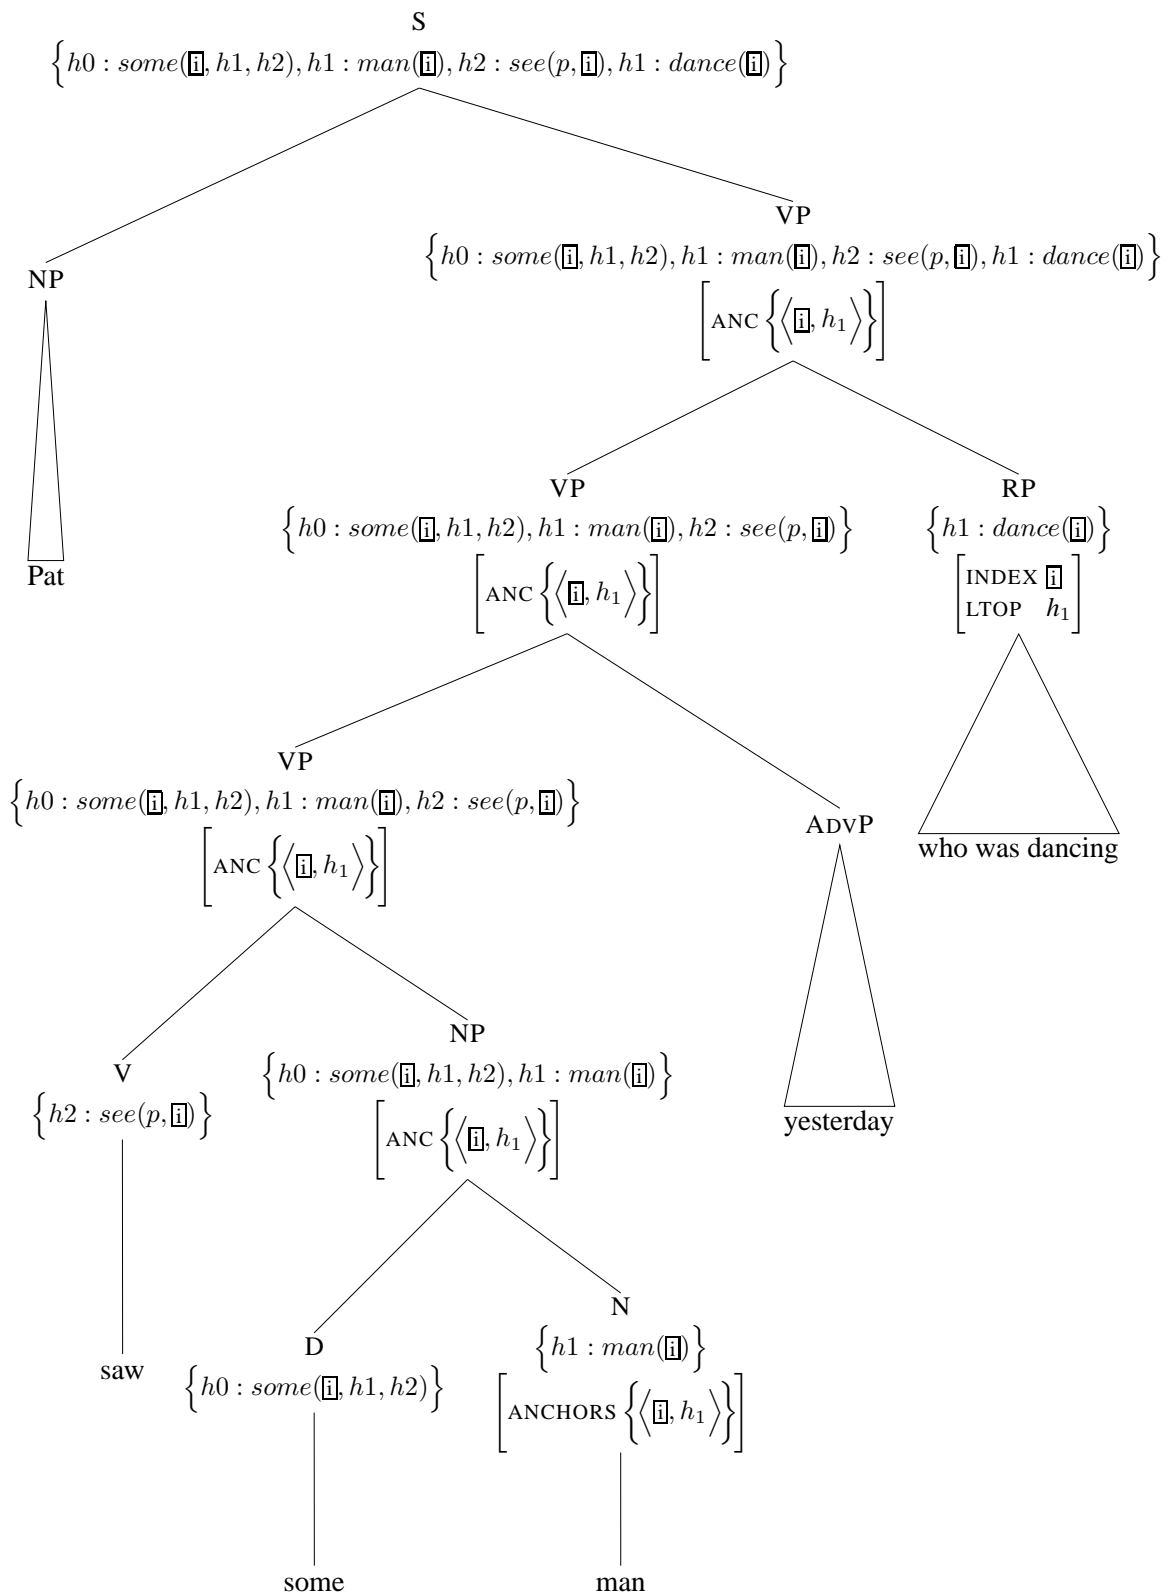 S
{h0 : some(i, h1, h2), h1 : man(i), h2 : see(p, i), h1 : dance(i)}
VP
{h0 : some(i, h1, h2), h1 : man(i), h2 : see(p, i), h1 : dance(i)}
[ANC {⟨i, h₁⟩}]
NP
Pat
VP
{h0 : some(i, h1, h2), h1 : man(i), h2 : see(p, i)}
[ANC {⟨i, h₁⟩}]
RP
{h1 : dance(i)}
[INDEX i
LTOP h₁]
who was dancing
VP
{h0 : some(i, h1, h2), h1 : man(i), h2 : see(p, i)}
[ANC {⟨i, h₁⟩}]
ADVP
yesterday
V
{h2 : see(p, i)}
saw
NP
{h0 : some(i, h1, h2), h1 : man(i)}
[ANC {⟨i, h₁⟩}]
D
{h0 : some(i, h1, h2)}
some
N
{h1 : man(i)}
[ANCHORS {⟨i, h₁⟩}]
man